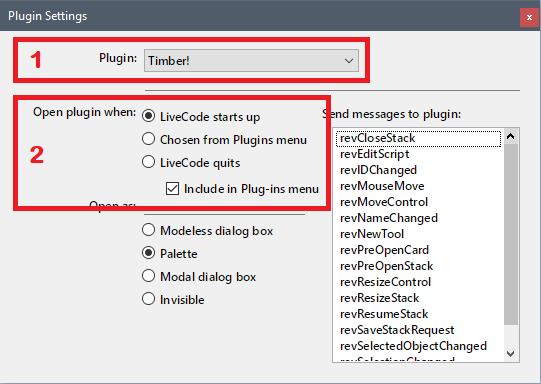 Plugin Settings
x
1
Plugin: Timber!
Open plugin when: LiveCode starts up
Chosen from Plugins menu
2
LiveCode quits
Include in Plug-ins menu
Open as:
Modeless dialog box
Palette
Modal dialog box
Invisible
Send messages to plugin:
revCloseStack
revEditScript
revIDChanged
revMouseMove
revMoveControl
revNameChanged
revNewTool
revPreOpenCard
revPreOpenStack
revResizeControl
revResizeStack
revResumeStack
revSaveStackRequest
revSelectedObjectChanged
revSelectionChanged